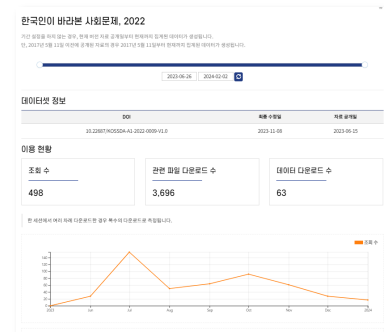 한국인이 바라본 사회문제, 2022
기간 설정을 하지 않는 경우, 현재 버전 자료 공개일부터 현재까지 집계된 데이터가 생성됩니다.
단, 2017년 5월 11일 이전에 공개된 자료의 경우 2017년 5월 11일부터 현재까지 집계된 데이터가 생성됩니다.
2023-06-26 2024-02-02
데이터셋 정보
DOI 최종 수정일 자료 공개일
10.22687/KOSSDA-A1-2022-0009-V1.0 2023-11-08 2023-06-15
이용 현황
조회 수 관련 파일 다운로드 수 데이터 다운로드 수
498 3,696 63
한 세션에서 여러 차례 다운로드한 경우 복수의 다운로드로 측정됩니다.
조회 수
140
120
100
80
60
40
20
0
2023 Jun Jul Aug Sep Oct Nov Dec 2024